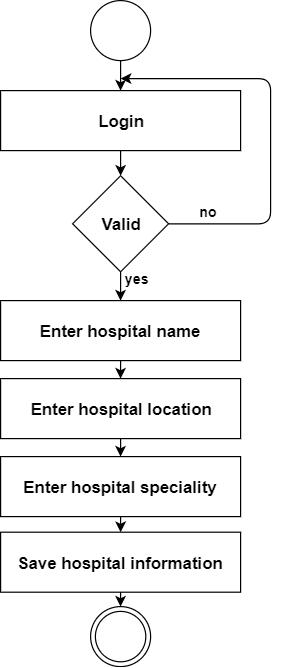 Login
Valid
no
yes
Enter hospital name
Enter hospital location
Enter hospital speciality
Save hospital information